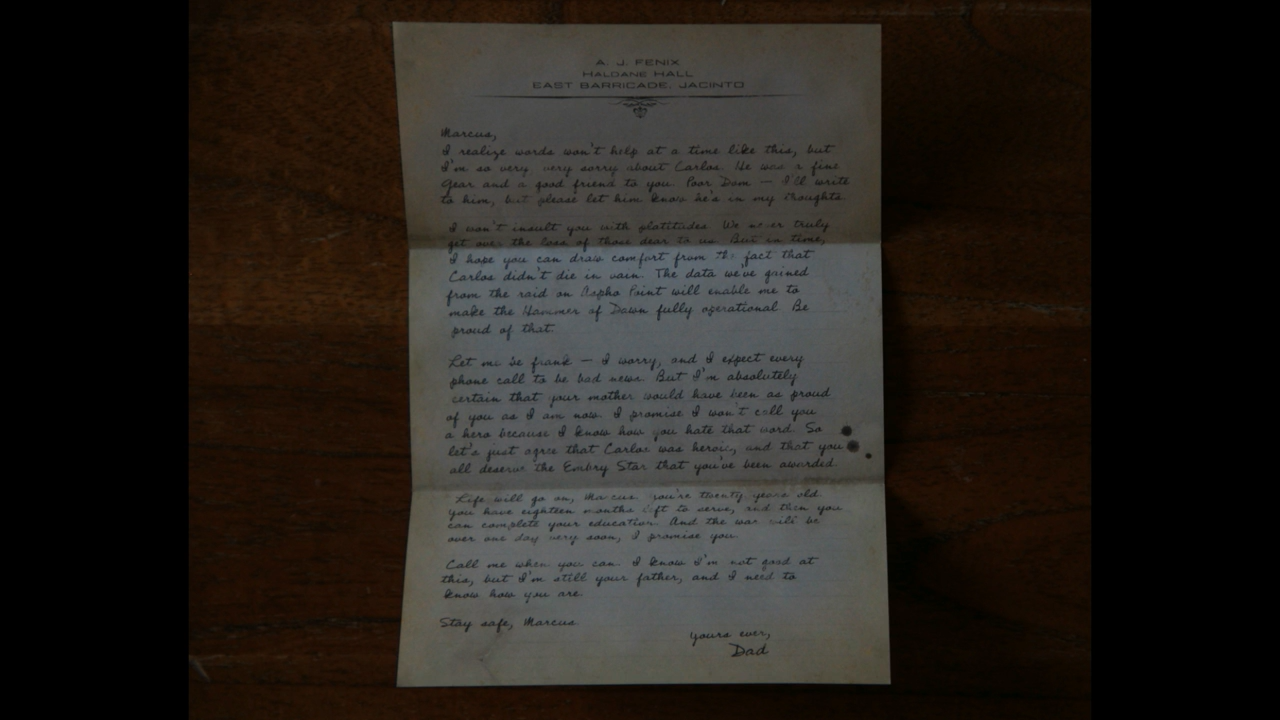 A. J. FENIX
HALDANE HALL
EAST BARRICADE, JACINTO
Marcus,
I realize words won't help at a time like this, but
I'm so very, very sorry about Carlos. He was a fine
Gear and a good friend to you. Poor Dom — I'll write
to him, but please let him know he's in my thoughts
I won't insult you with platitudes. We never truly
get over the loss of those dear to us. But in time,
I hope you can draw comfort from the fact that
Carlos didn't die in vain. The data we've gained
from the raid on Aspho Point will enable me to
make the Hammer of Dawn fully operational Be
proud of that.
Let me be frank — I worry, and I expect every
phone call to be bad news. But I'm absolutely
certain that your mother would have been as proud
of you as I am now. I promise I won't call you
a hero because I know how you hate that word. So
let's just agree that Carlos was heroic, and that you
all deserve the Embry Star that you've been awarded
Life will go on, Marcus. You're twenty years old
you have eighteen months left to serve, and then you
can complete your education. And the war will be
over one day very soon, I promise you.
Call me when you can. I know I'm not good at
this, but I'm still your father, and I need to
know how you are.
Stay safe, Marcus
yours ever,
Dad